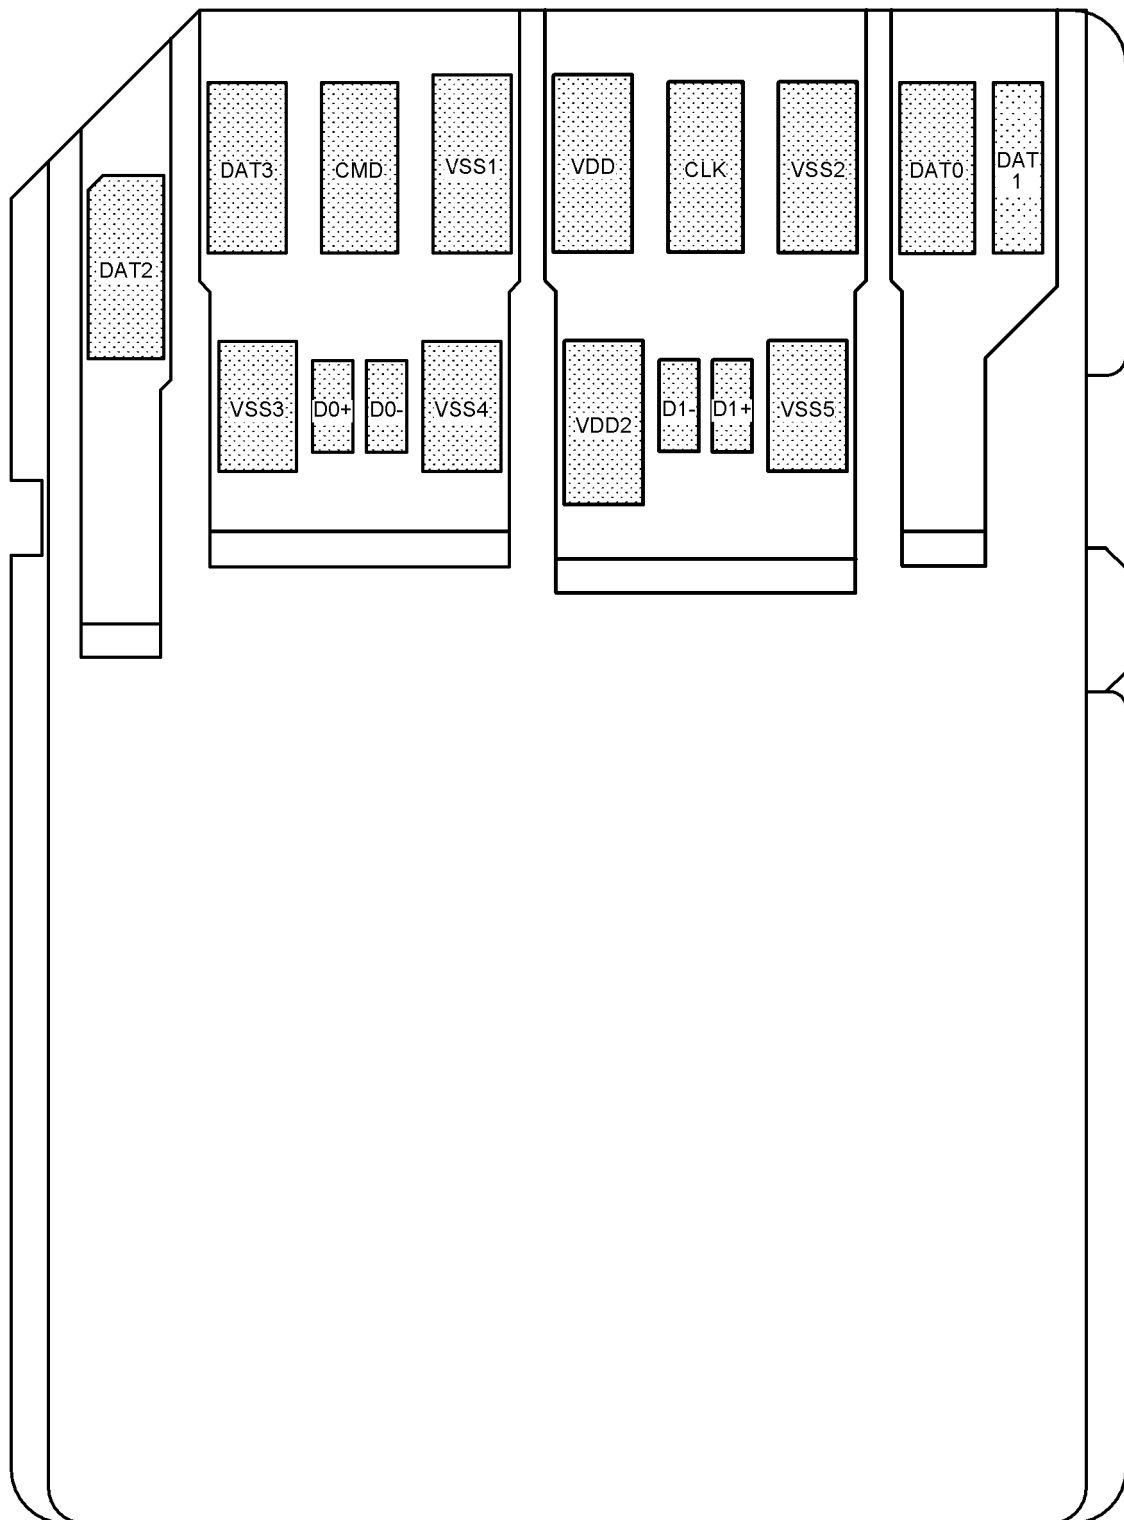 DAT3
CMD
VSS1
VDD
CLK
VSS2
DAT0
DAT
1
DAT2
VSS3
D0+
D0-
VSS4
VDD2
D1-
D1+
VSS5